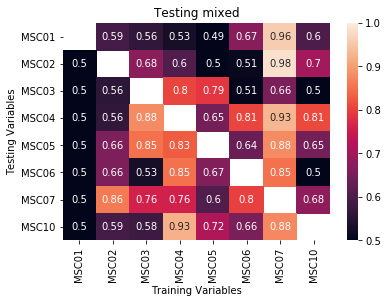 Testing mixed
Testing Variables
MSC01 0.59 0.56 0.53 0.49 0.67 0.96 0.6
MSC02 0.5 0.68 0.6 0.5 0.51 0.98 0.7
MSC03 0.5 0.56 0.8 0.79 0.51 0.66 0.5
MSC04 0.5 0.56 0.88 0.65 0.81 0.93 0.81
MSC05 0.5 0.66 0.85 0.83 0.64 0.88 0.65
MSC06 0.5 0.66 0.53 0.85 0.67 0.85 0.5
MSC07 0.5 0.86 0.76 0.76 0.6 0.8 0.68
MSC10 0.5 0.59 0.58 0.93 0.72 0.66 0.88
MSC01 MSC02 MSC03 MSC04 MSC05 MSC06 MSC07 MSC10
Training Variables
1.0
0.9
0.8
0.7
0.6
0.5